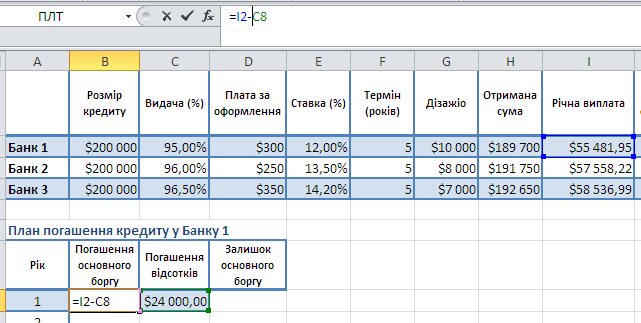 ПЛТ =I2-C8
A B C D E F G H I
Розмір кредиту Видача (%) Плата за оформлення Ставка (%) Термін (років) Дізажіо Отримана сума Річна виплата
Банк 1 $200 000 95,00% $300 12,00% 5 $10 000 $189 700 $55 481,95
Банк 2 $200 000 96,00% $250 13,50% 5 $8 000 $191 750 $57 558,22
Банк 3 $200 000 96,50% $350 14,20% 5 $7 000 $192 650 $58 536,99
План погашення кредиту у Банку 1
Рік Погашення основного боргу Погашення відсотків Залишок основного боргу
1 =I2-C8 $24 000,00